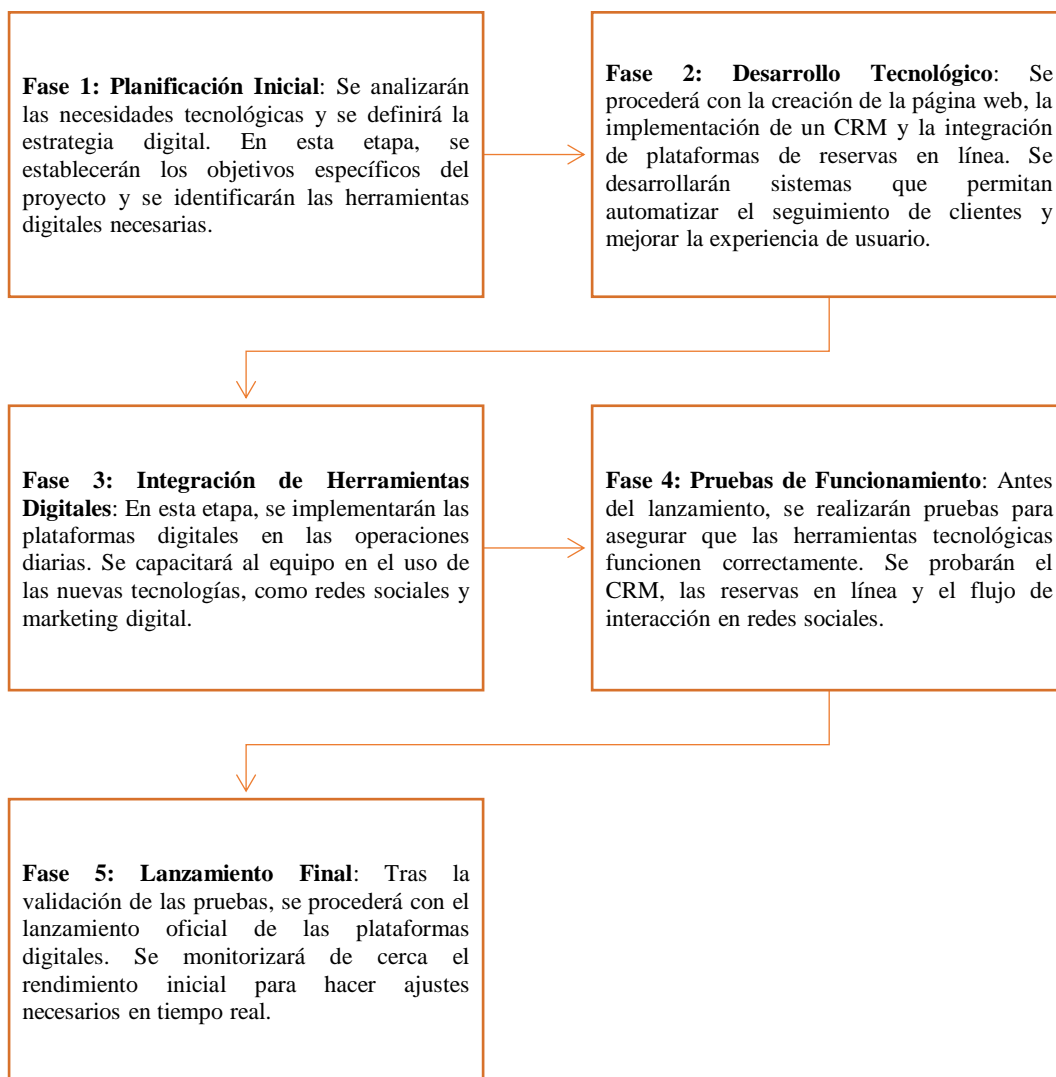 Fase 1: Planificación Inicial: Se analizarán
las necesidades tecnológicas y se definirá la
estrategia digital. En esta etapa, se
establecerán los objetivos específicos del
proyecto y se identificarán las herramientas
digitales necesarias.
Fase 2: Desarrollo Tecnológico: Se
procederá con la creación de la página web, la
implementación de un CRM y la integración
de plataformas de reservas en línea. Se
desarrollarán sistemas que permitan
automatizar el seguimiento de clientes y
mejorar la experiencia de usuario.
Fase 3: Integración de Herramientas
Digitales: En esta etapa, se implementarán las
plataformas digitales en las operaciones
diarias. Se capacitará al equipo en el uso de
las nuevas tecnologías, como redes sociales y
marketing digital.
Fase 4: Pruebas de Funcionamiento: Antes
del lanzamiento, se realizarán pruebas para
asegurar que las herramientas tecnológicas
funcionen correctamente. Se probarán el
CRM, las reservas en línea y el flujo de
interacción en redes sociales.
Fase 5: Lanzamiento Final: Tras la
validación de las pruebas, se procederá con el
lanzamiento oficial de las plataformas
digitales. Se monitorizará de cerca el
rendimiento inicial para hacer ajustes
necesarios en tiempo real.